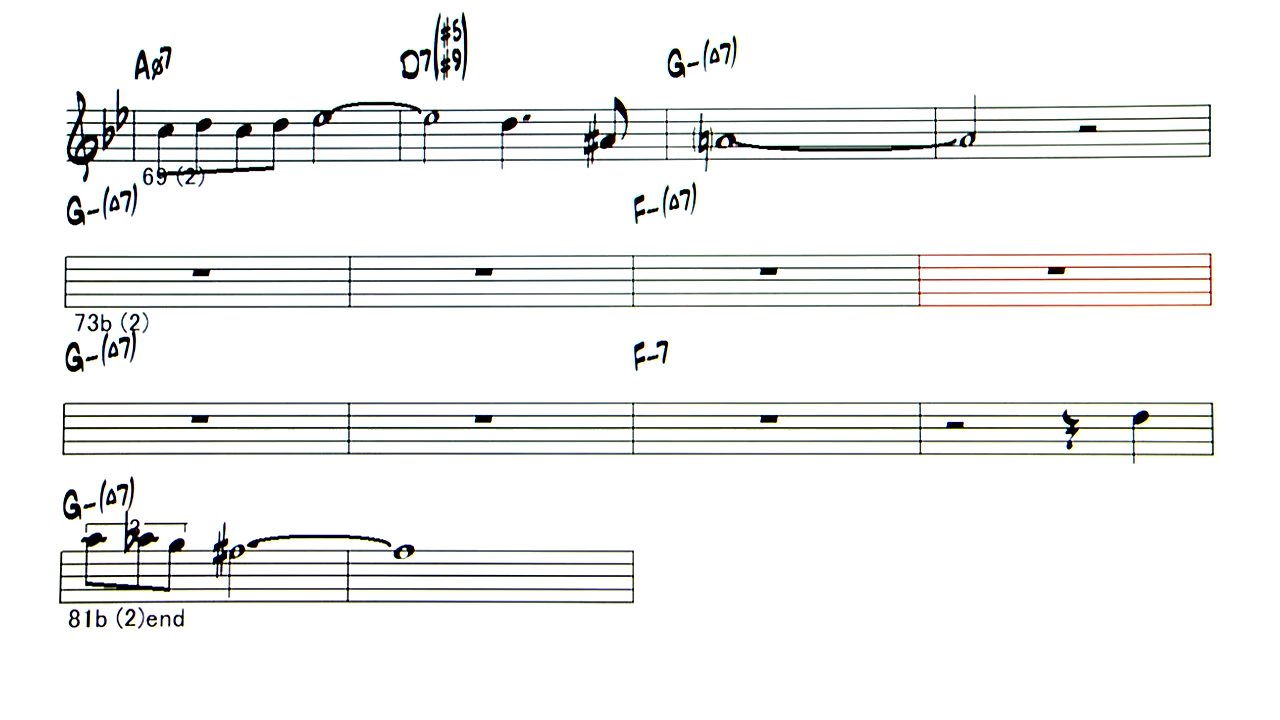 Aø7 D7(#5 #9) G-(Δ7)
69 (2)
G-(Δ7) F-(Δ7)
73b (2)
G-(Δ7) F-7
G-(Δ7)
3
81b (2)end